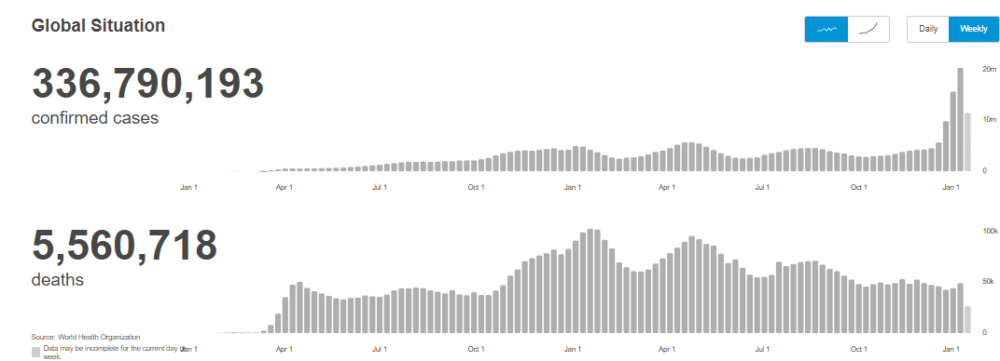 Global Situation
Daily
Weekly
336,790,193
confirmed cases
20m
10m
0
Jan 1
Apr 1
Jul 1
Oct 1
Jan 1
Apr 1
Jul 1
Oct 1
Jan 1
5,560,718
deaths
100k
50k
0
Source: World Health Organization
Data may be incomplete for the current day or
week.
Jan 1
Apr 1
Jul 1
Oct 1
Jan 1
Apr 1
Jul 1
Oct 1
Jan 1